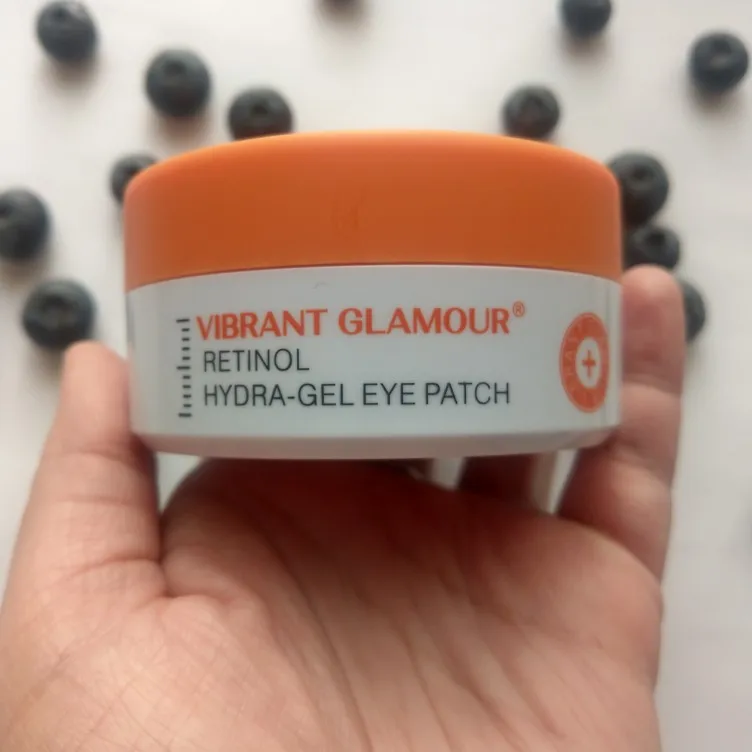 VIBRANT GLAMOUR®
RETINOL
HYDRA-GEL EYE PATCH